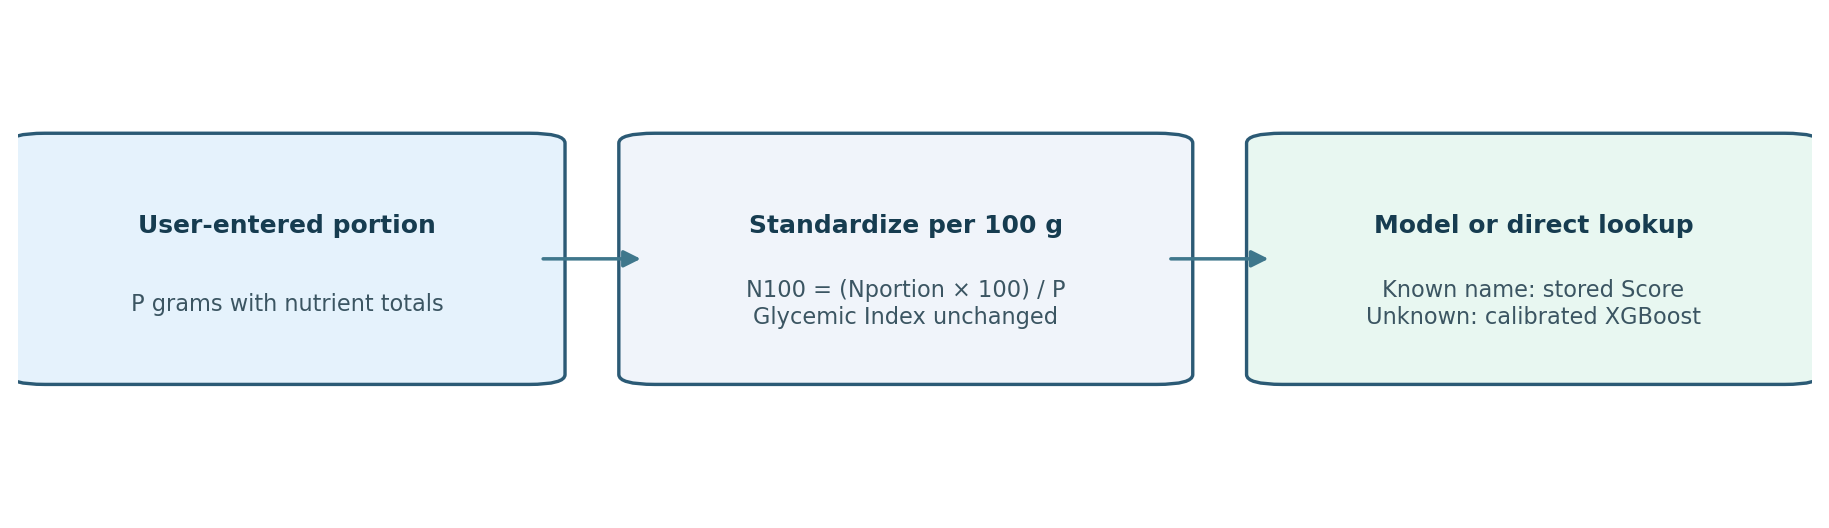 User-entered portion
P grams with nutrient totals
Standardize per 100 g
N100 = (Nportion × 100) / P
Glycemic Index unchanged
Model or direct lookup
Known name: stored Score
Unknown: calibrated XGBoost